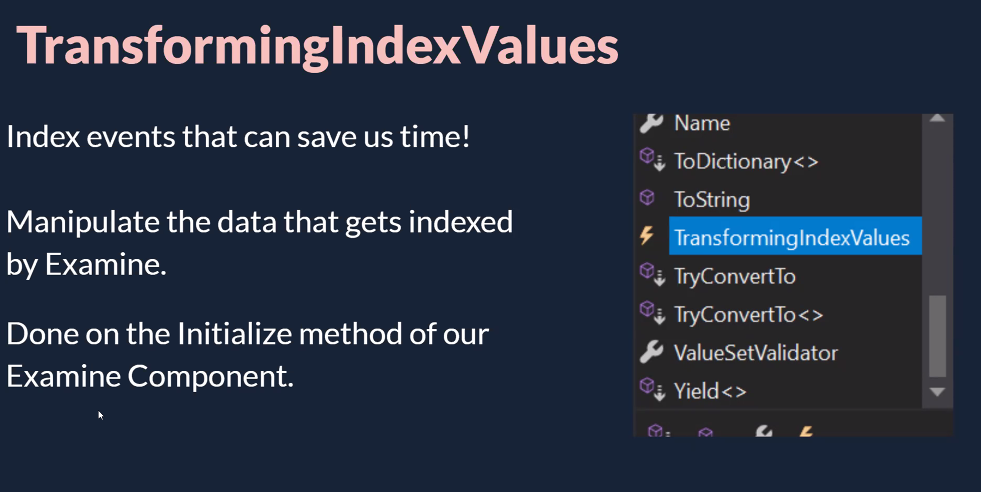 TransformingIndexValues
Index events that can save us time!
Manipulate the data that gets indexed
by Examine.
Done on the Initialize method of our
Examine Component.
Name
ToDictionary<>
ToString
TransformingIndexValues
TryConvertTo
TryConvertTo<>
ValueSetValidator
Yield<>